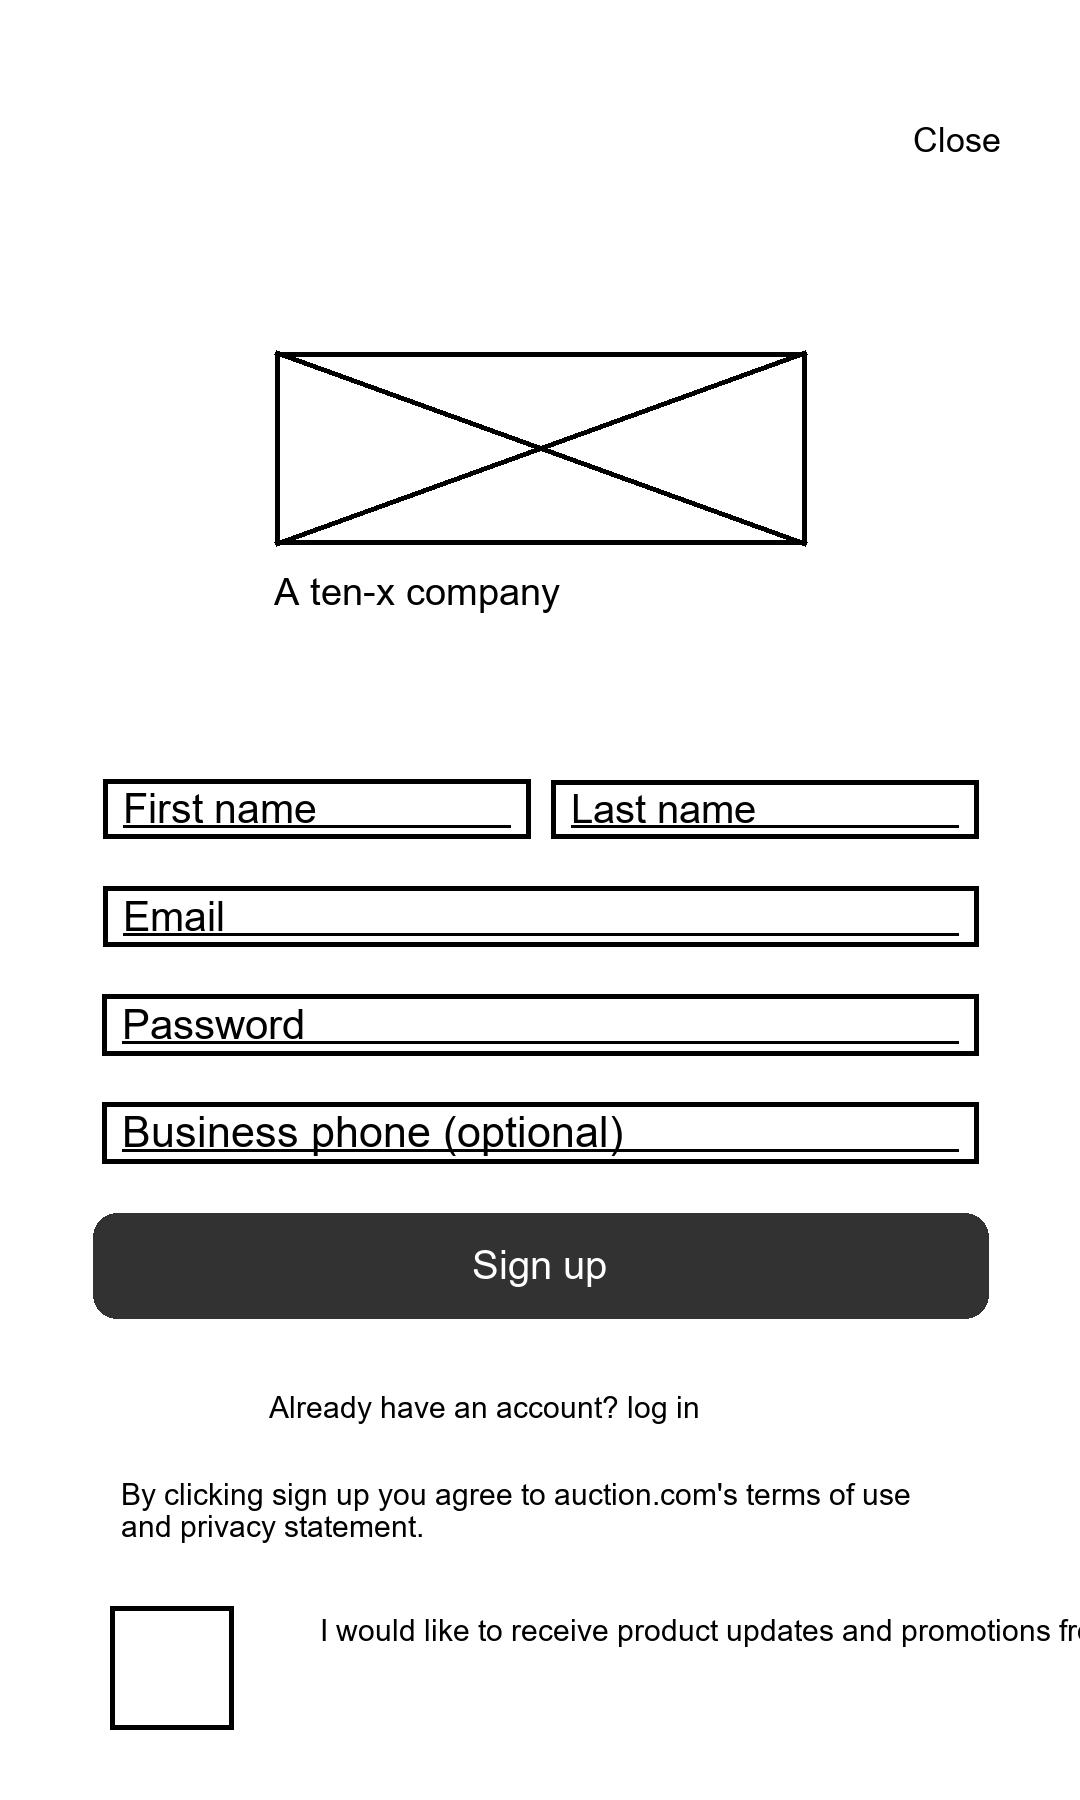 Close
A ten-x company
First name
Last name
Email
Password
Business phone (optional)
Sign up
Already have an account? log in
By clicking sign up you agree to auction.com's terms of use
and privacy statement.
I would like to receive product updates and promotions